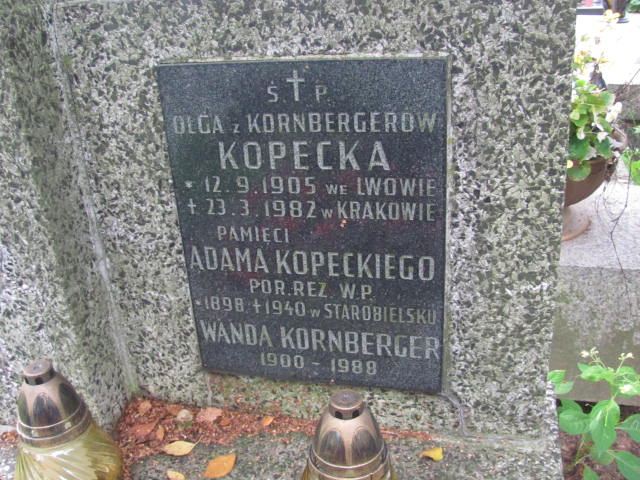 S † P.
OLGA z KORNBERGERÓW
KOPECKA
* 12.9.1905 WE LWOWIE
† 23.3.1982 W KRAKOWIE
PAMIĘCI
ADAMA KOPECKIEGO
POR. REZ. W.P.
*1898 †1940 W STAROBIELSKU
WANDA KORNBERGER
1900 - 1988